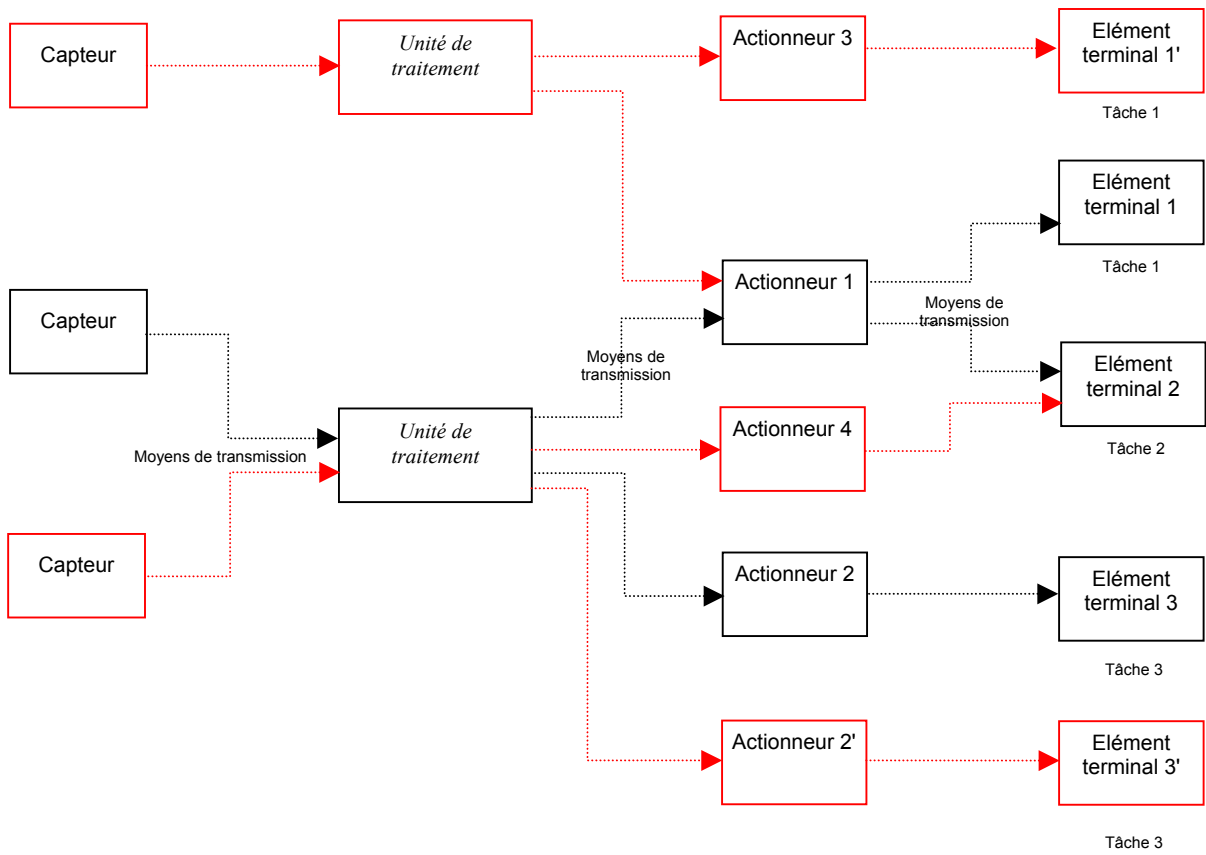 Capteur
Unité de
traitement
Actionneur 3
Elément
terminal 1'
Tâche 1
Elément
terminal 1
Tâche 1
Capteur
Actionneur 1
Moyens de
transmission
Moyens de
transmission
Elément
terminal 2
Tâche 2
Unité de
traitement
Moyens de transmission
Actionneur 4
Capteur
Actionneur 2
Elément
terminal 3
Tâche 3
Actionneur 2'
Elément
terminal 3'
Tâche 3